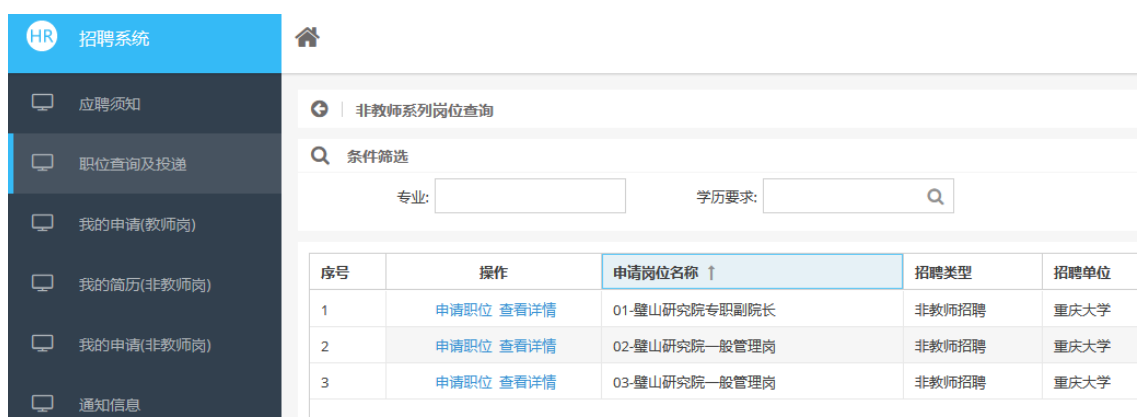 HR 招聘系统
应聘须知
职位查询及投递
我的申请(教师岗)
我的简历(非教师岗)
我的申请(非教师岗)
通知信息
非教师系列岗位查询
条件筛选
专业: 学历要求:
序号 操作 申请岗位名称 ↑ 招聘类型 招聘单位
1 申请职位 查看详情 01-璧山研究院专职副院长 非教师招聘 重庆大学
2 申请职位 查看详情 02-璧山研究院一般管理岗 非教师招聘 重庆大学
3 申请职位 查看详情 03-璧山研究院一般管理岗 非教师招聘 重庆大学